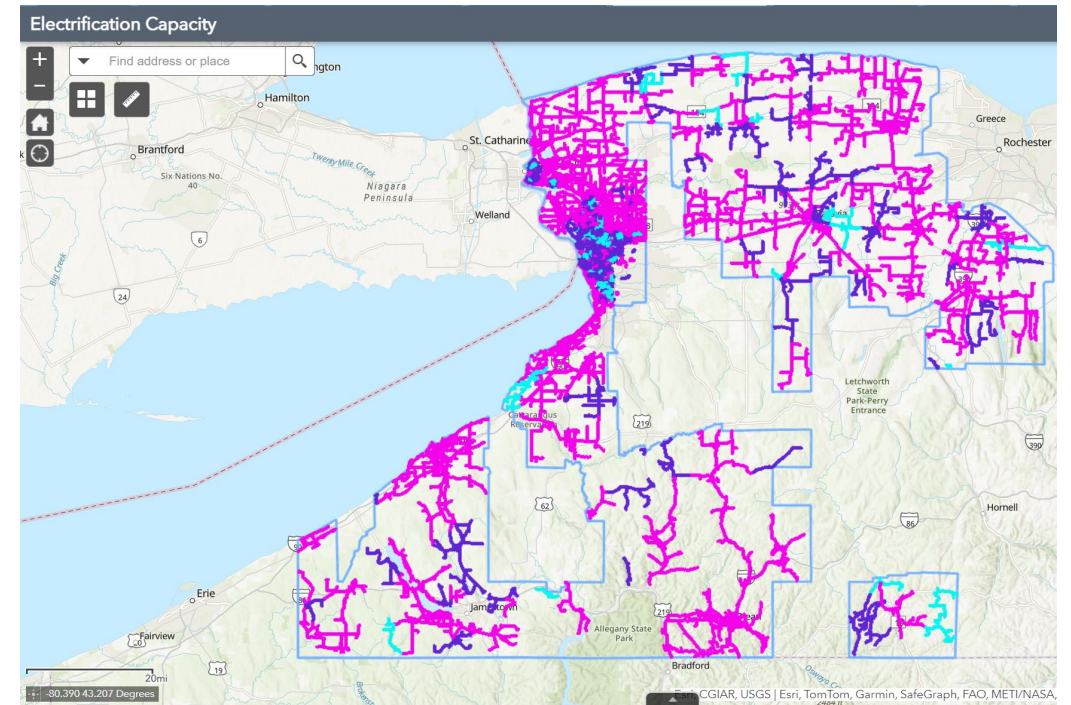 Electrification Capacity
+
Find address or place
−
Hamilton
Brantford
Six Nations No.
40
Twenty Mile Creek
St. Catharine
Niagara
Peninsula
Welland
6
24
Big Creek
Greece
Rochester
Letchworth
State
Park-Perry
Entrance
219
390
Cattaraugus
Reservation
62
Hornell
86
Erie
Fairview
19
Jamestown
219
Allegany State
Park
Bradford
20mi
-80.390 43.207 Degrees
Esri, CGIAR, USGS | Esri, TomTom, Garmin, SafeGraph, FAO, METI/NASA,